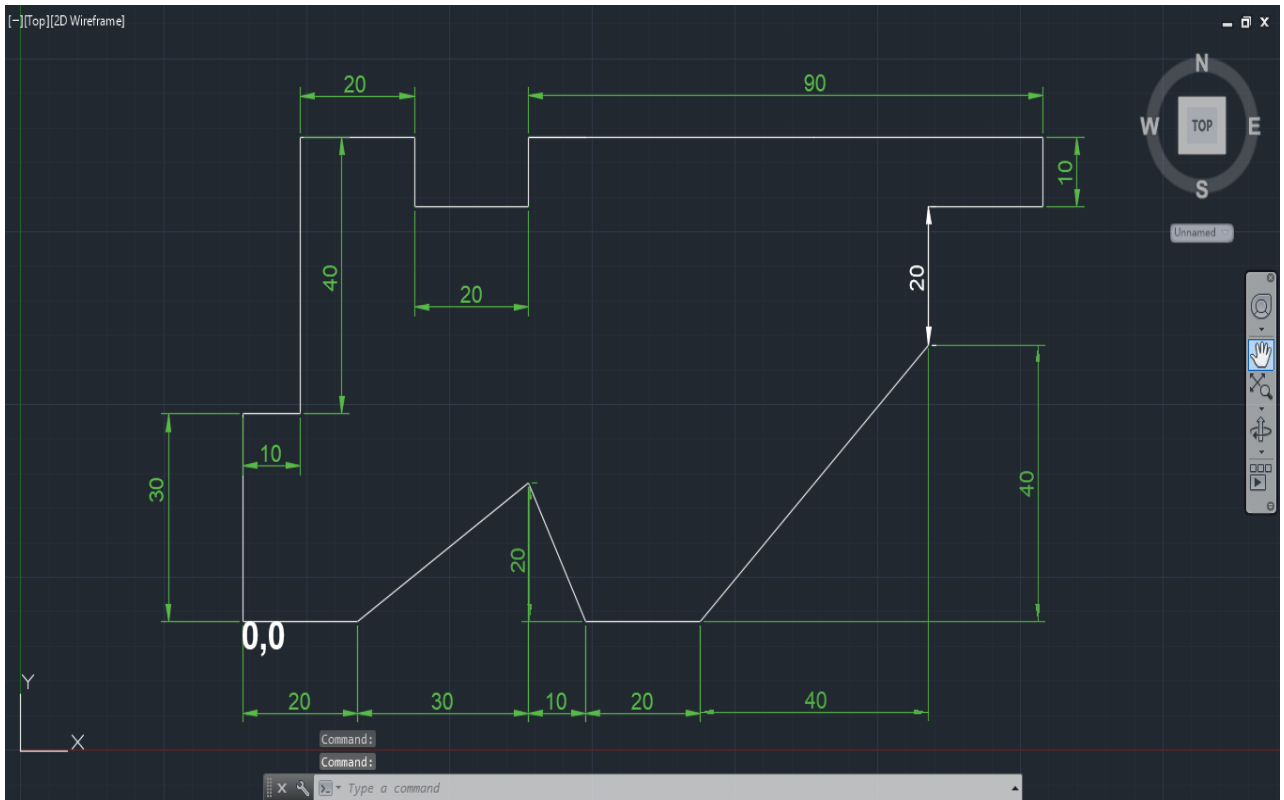 [−][Top][2D Wireframe]
N
W
TOP
E
S
Unnamed
20
90
10
40
20
20
10
30
20
40
0,0
20
30
10
20
40
Y
X
Command:
Command:
Type a command